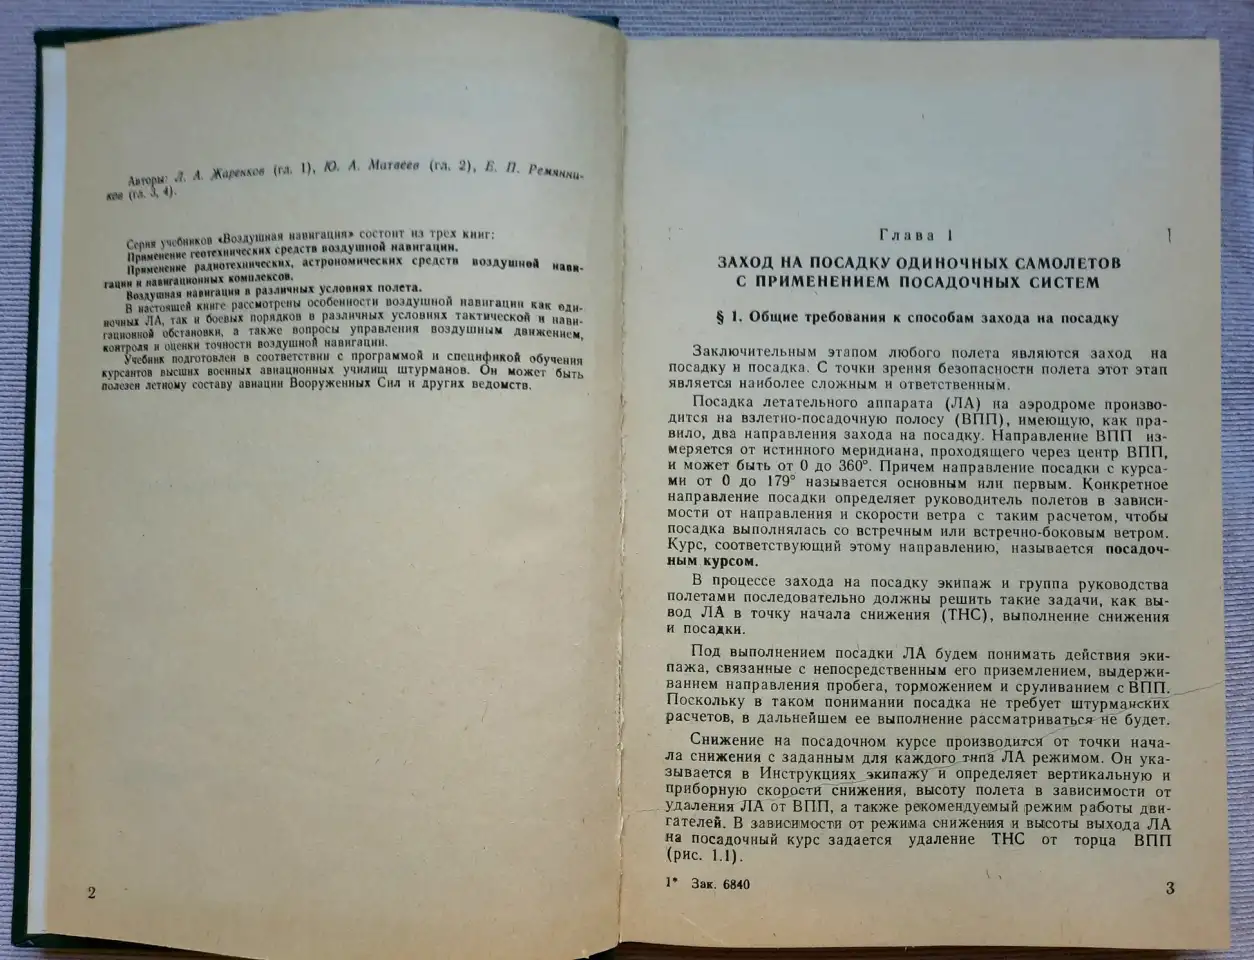 Авторы: Л. А. Жаренков (гл. 1), Ю. А. Матвеев (гл. 2), Е. П. Ремянни-
ков (гл. 3, 4).
Серия учебников «Воздушная навигация» состоит из трех книг:
Применение геотехнических средств воздушной навигации.
Применение радиотехнических, астрономических средств воздушной нави-
гации и навигационных комплексов.
Воздушная навигация в различных условиях полета.
В настоящей книге рассмотрены особенности воздушной навигации как оди-
ночных ЛА, так и боевых порядков в различных условиях тактической и нави-
гационной обстановки, а также вопросы управления воздушным движением,
контроля и оценки точности воздушной навигации.
Учебник подготовлен в соответствии с программой и спецификой обучения
курсантов высших военных авиационных училищ штурманов. Он может быть
полезен летному составу авиации Вооруженных Сил и других ведомств.
2
Глава 1
ЗАХОД НА ПОСАДКУ ОДИНОЧНЫХ САМОЛЕТОВ
С ПРИМЕНЕНИЕМ ПОСАДОЧНЫХ СИСТЕМ
§ 1. Общие требования к способам захода на посадку
Заключительным этапом любого полета являются заход на
посадку и посадка. С точки зрения безопасности полета этот этап
является наиболее сложным и ответственным.
Посадка летательного аппарата (ЛА) на аэродроме произво-
дится на взлетно-посадочную полосу (ВПП), имеющую, как пра-
вило, два направления захода на посадку. Направление ВПП из-
меряется от истинного меридиана, проходящего через центр ВПП,
и может быть от 0 до 360°. Причем направление посадки с курса-
ми от 0 до 179° называется основным или первым. Конкретное
направление посадки определяет руководитель полетов в зависи-
мости от направления и скорости ветра с таким расчетом, чтобы
посадка выполнялась со встречным или встречно-боковым ветром.
Курс, соответствующий этому направлению, называется посадоч-
ным курсом.
В процессе захода на посадку экипаж и группа руководства
полетами последовательно должны решить такие задачи, как вы-
вод ЛА в точку начала снижения (ТНС), выполнение снижения
и посадки.
Под выполнением посадки ЛА будем понимать действия эки-
пажа, связанные с непосредственным его приземлением, выдержи-
ванием направления пробега, торможением и сруливанием с ВПП.
Поскольку в таком понимании посадка не требует штурманских
расчетов, в дальнейшем ее выполнение рассматриваться не будет.
Снижение на посадочном курсе производится от точки нача-
ла снижения с заданным для каждого типа ЛА режимом. Он ука-
зывается в Инструкциях экипажу и определяет вертикальную и
приборную скорости снижения, высоту полета в зависимости от
удаления ЛА от ВПП, а также рекомендуемый режим работы дви-
гателей. В зависимости от режима снижения и высоты выхода ЛА
на посадочный курс задается удаление ТНС от торца ВПП
(рис. 1.1).
1* Зак. 6840
3